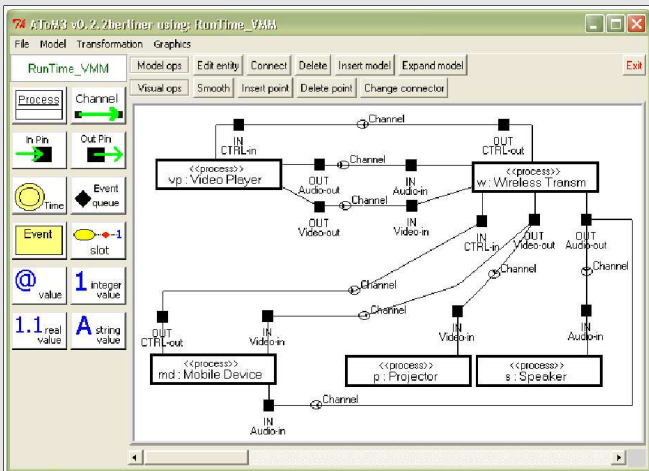 AToM3 v0.2.2berliner using: RunTime_VMM
File Model Transformation Graphics
RunTime_VMM
Model ops Edit entity Connect Delete Insert model Expand model Exit
Visual ops Smooth Insert point Delete point Change connector
Process
Channel
In Pin
Out Pin
Time
Event queue
Event
slot
@ value
1 integer value
1.1 real value
A string value
Channel
IN
CTRL-in
OUT
CTRL-out
<<process>>
vp : Video Player
OUT
Audio-out
Channel
IN
Audio-in
<<process>>
w : Wireless Transm
OUT
Video-out
Channel
IN
Video-in
IN
CTRL-in
OUT
Video-out
OUT
Audio-out
Channel
Channel
Channel
Channel
OUT
CTRL-out
IN
Video-in
IN
Video-in
IN
Audio-in
<<process>>
md : Mobile Device
<<process>>
p : Projector
<<process>>
s : Speaker
Channel
IN
Audio-in